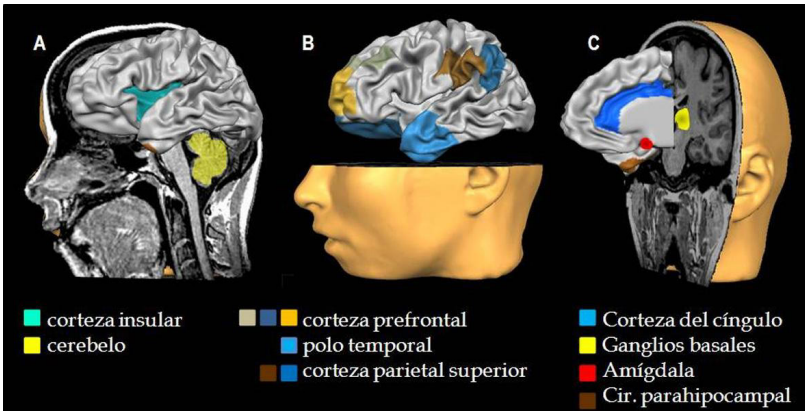 A
B
C
corteza insular
cerebelo
corteza prefrontal
polo temporal
corteza parietal superior
Corteza del cíngulo
Ganglios basales
Amígdala
Cir. parahipocampal